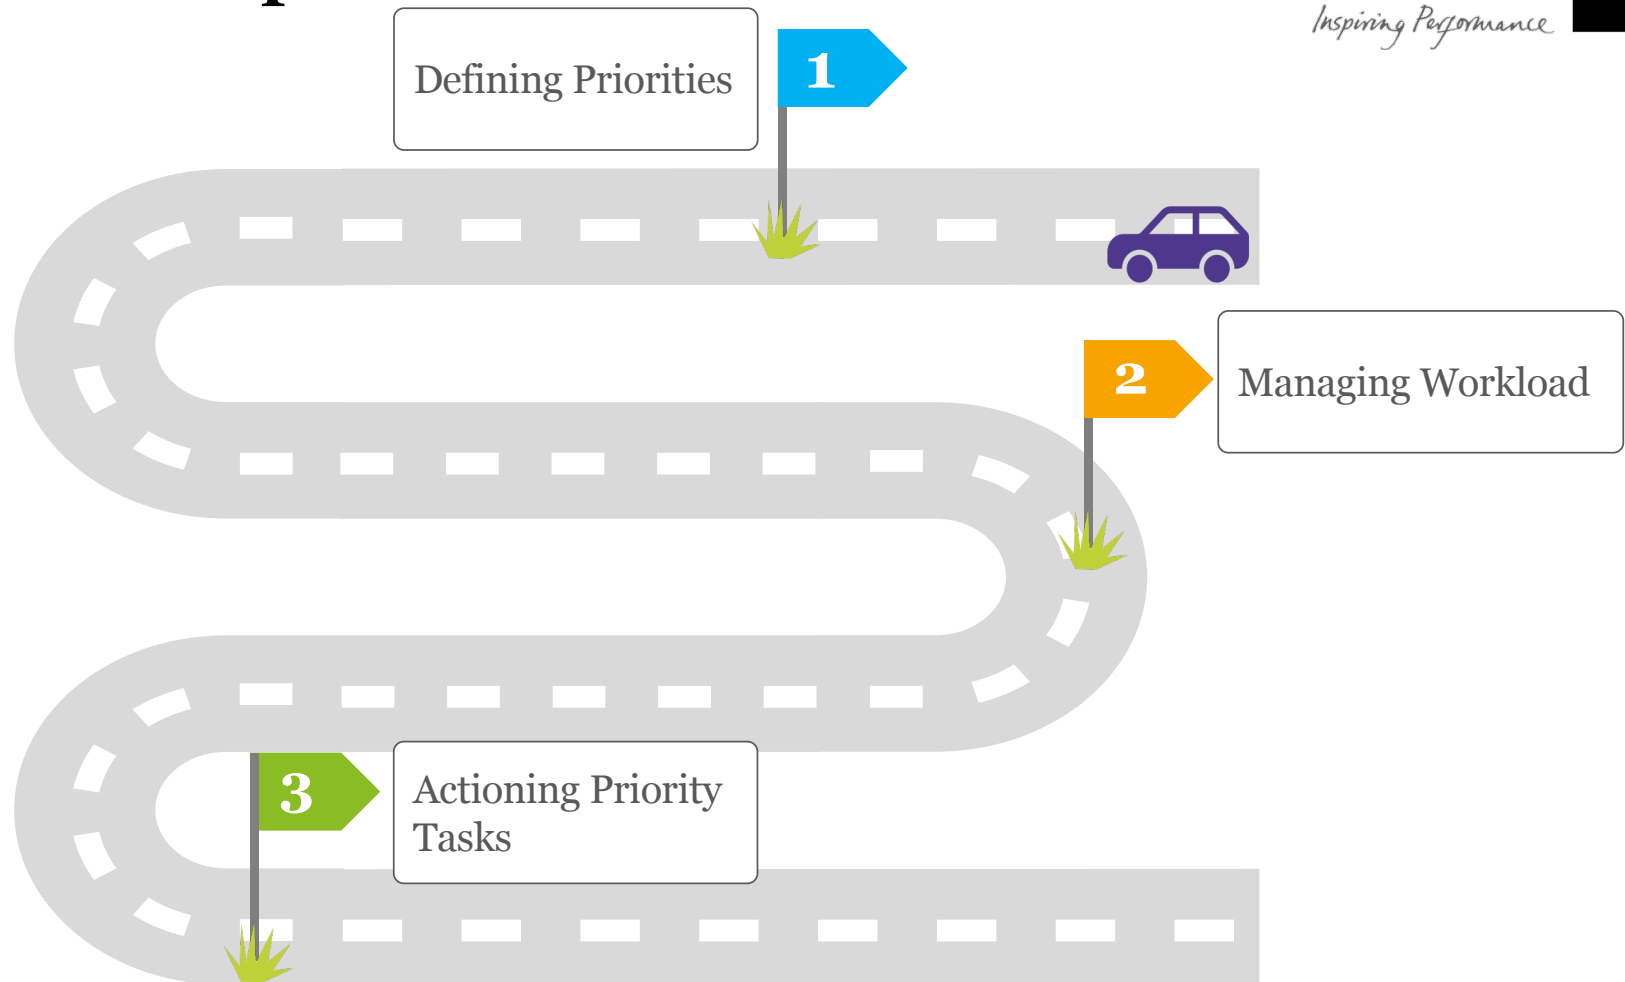 Inspiring Performance
Defining Priorities
1
2
Managing Workload
3
Actioning Priority
Tasks